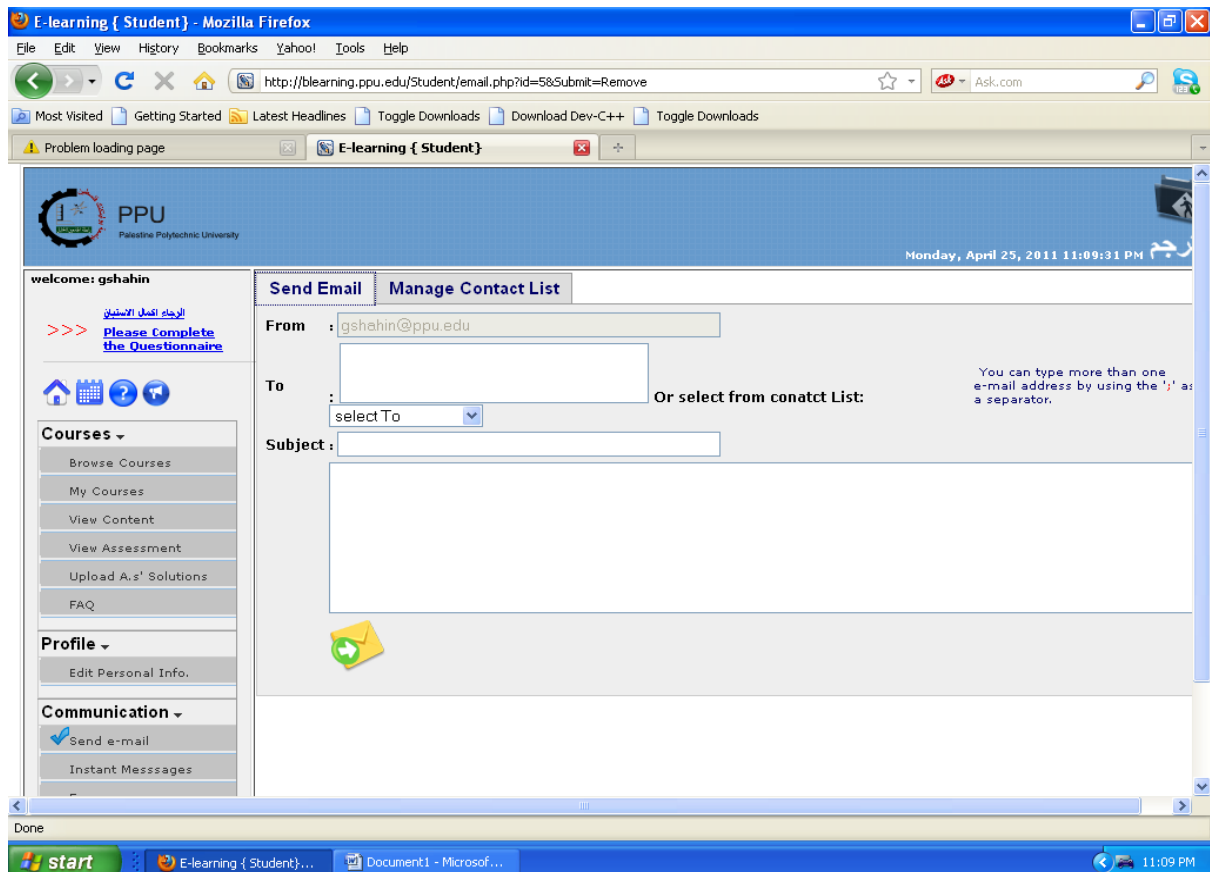 E-learning { Student} - Mozilla Firefox
File Edit View History Bookmarks Yahoo! Tools Help
http://blearning.ppu.edu/Student/email.php?id=5&Submit=Remove
Ask.com
Most Visited Getting Started Latest Headlines Toggle Downloads Download Dev-C++ Toggle Downloads
Problem loading page
E-learning { Student}
PPU
Palestine Polytechnic University
Monday, April 25, 2011 11:09:31 PM
welcome: gshahin
الرجاء اكمال الاستبيان
>>> Please Complete
the Questionnaire
Courses
Browse Courses
My Courses
View Content
View Assessment
Upload A.s' Solutions
FAQ
Profile
Edit Personal Info.
Communication
Send e-mail
Instant Messsages
Send Email
Manage Contact List
From : gshahin@ppu.edu
To :
Or select from conatct List:
You can type more than one
e-mail address by using the ';' as
a separator.
select To
Subject :
Done
start
E-learning { Student}...
Document1 - Microsof...
11:09 PM